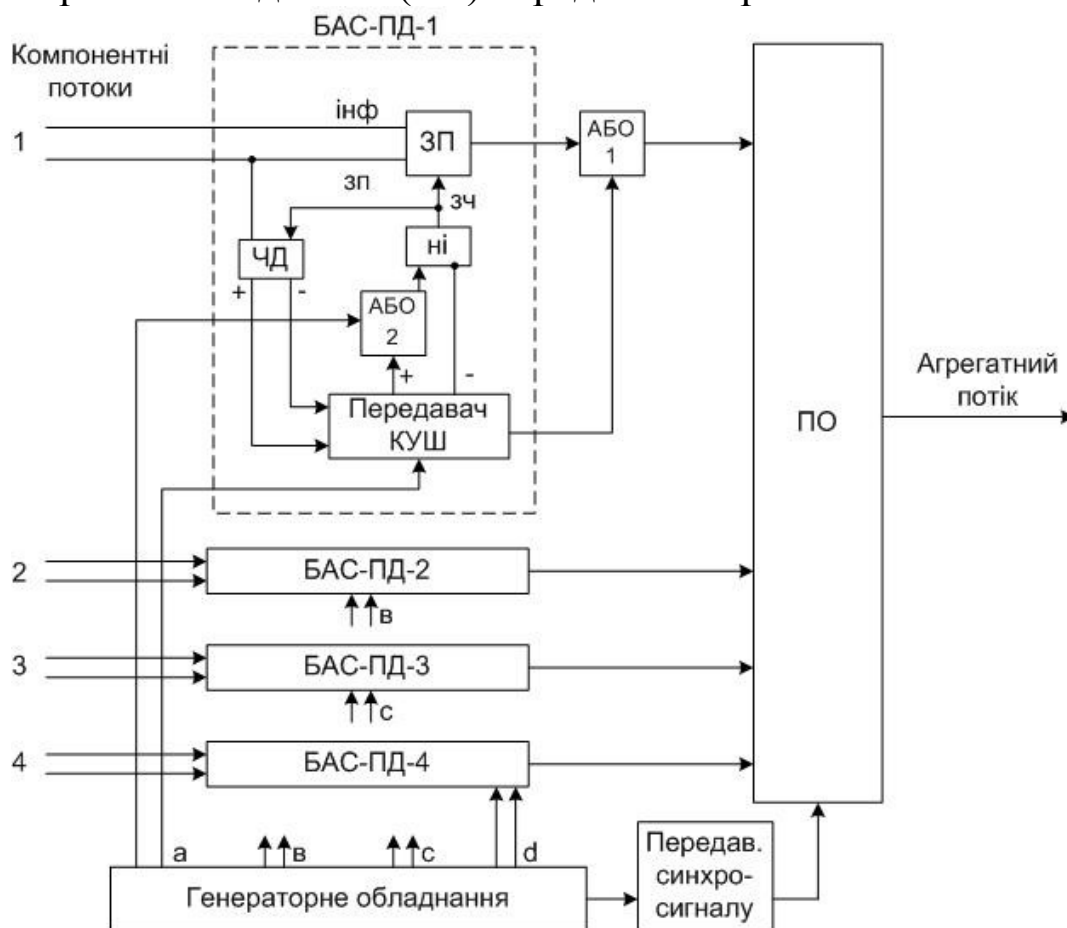 БАС-ПД-1
Компонентні
потоки
1
інф
ЗП
АБО
1
зп
зч
ні
ЧД
+
-
АБО
2
+
-
Передавач
КУШ
ПО
Агрегатний
потік
2
БАС-ПД-2
в
3
БАС-ПД-3
с
4
БАС-ПД-4
a
в
с
d
Генераторне обладнання
Передав.
синхро-
сигналу